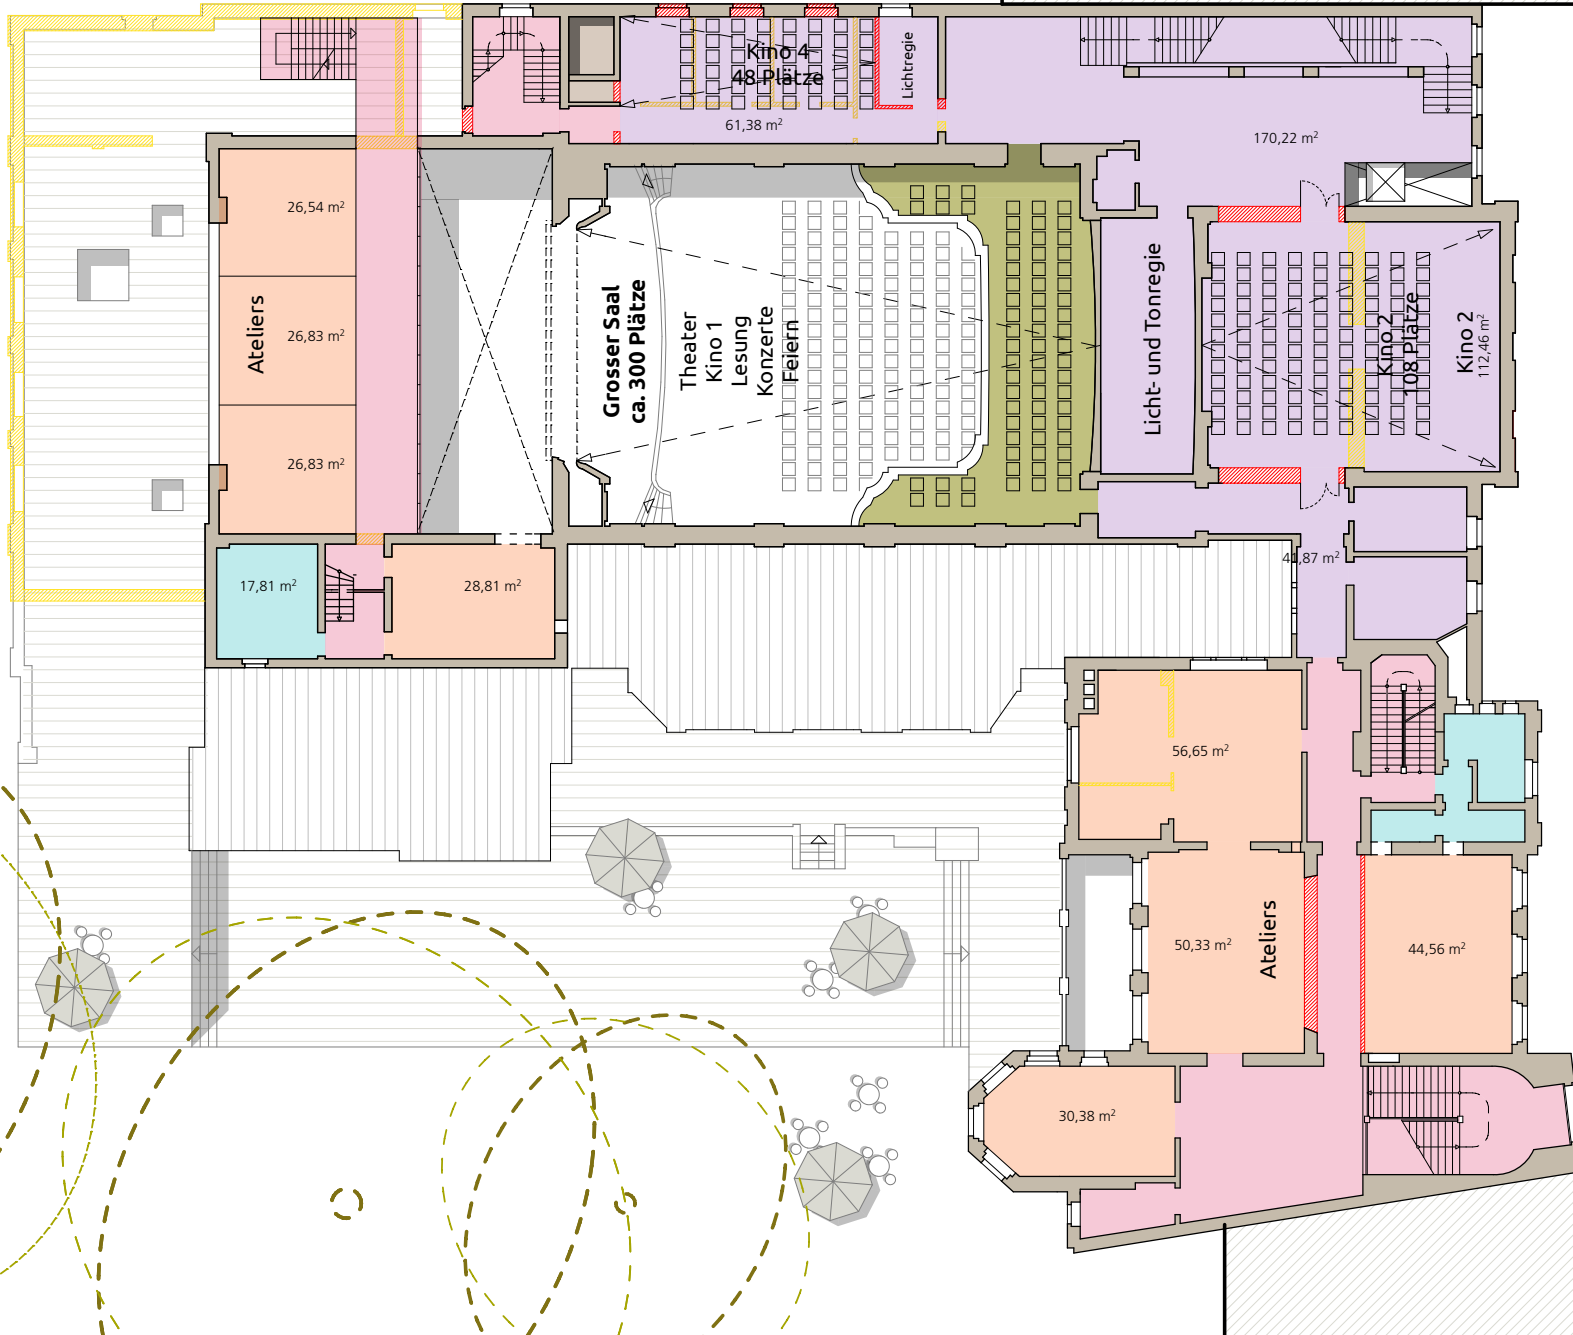 Kino 4
48 Plätze
Lichtregie
61,38 m²
170,22 m²
26,54 m²
Ateliers
26,83 m²
26,83 m²
Grosser Saal
ca. 300 Plätze
Theater
Kino 1
Lesung
Konzerte
Feiern
Licht- und Tonregie
Kino 2
108 Plätze
Kino 2
112,46 m²
17,81 m²
28,81 m²
41,87 m²
56,65 m²
50,33 m²
Ateliers
44,56 m²
30,38 m²